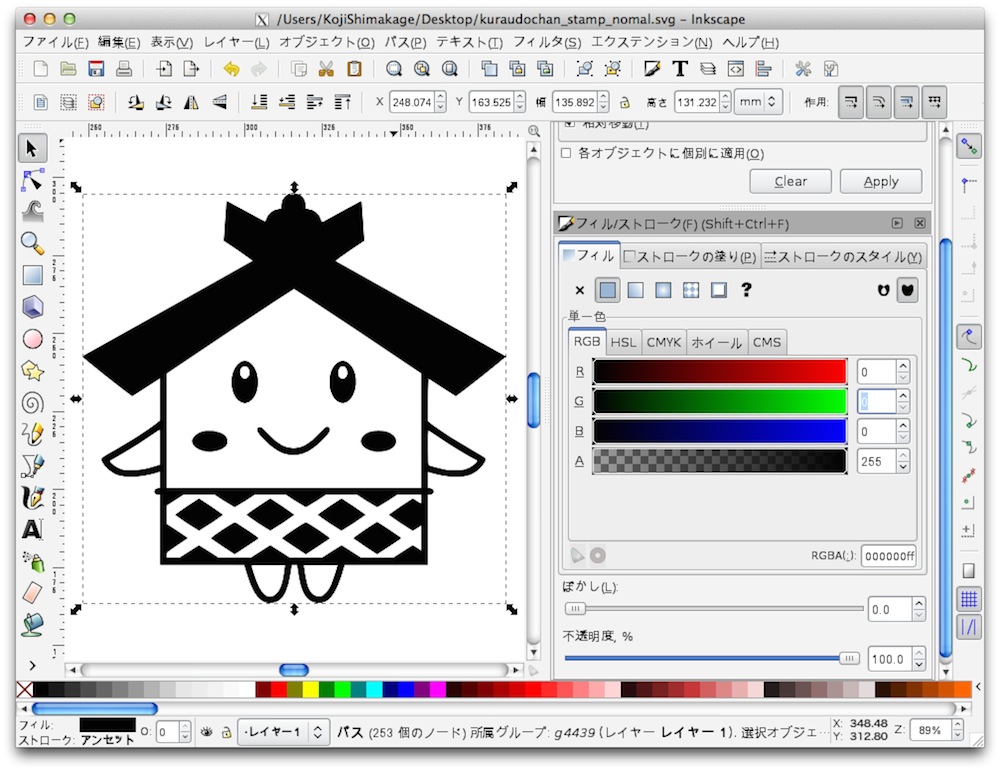 /Users/KojiShimakage/Desktop/kuraudochan_stamp_nomal.svg - Inkscape
ファイル(F) 編集(E) 表示(V) レイヤー(L) オブジェクト(O) パス(P) テキスト(T) フィルタ(S) エクステンション(N) ヘルプ(H)
X 248.074 Y 163.525 幅 135.892 高さ 131.232 mm 作用:
250 275 300 325 350 375
相対移動(T)
各オブジェクトに個別に適用(O)
Clear Apply
フィル/ストローク(F) (Shift+Ctrl+F)
フィル ストロークの塗り(P) ストロークのスタイル(Y)
?
単一色
RGB HSL CMYK ホイール CMS
R 0
G 0
B 0
A 255
RGBA(:): 000000ff
ぼかし(L):
0.0
不透明度, %
100.0
フィル:
ストローク: アンセット
O: 0
・レイヤー1
パス (253 個のノード) 所属グループ: g4439 (レイヤー レイヤー 1). 選択オブジェ…
X: 348.48
Y: 312.80
Z: 89%